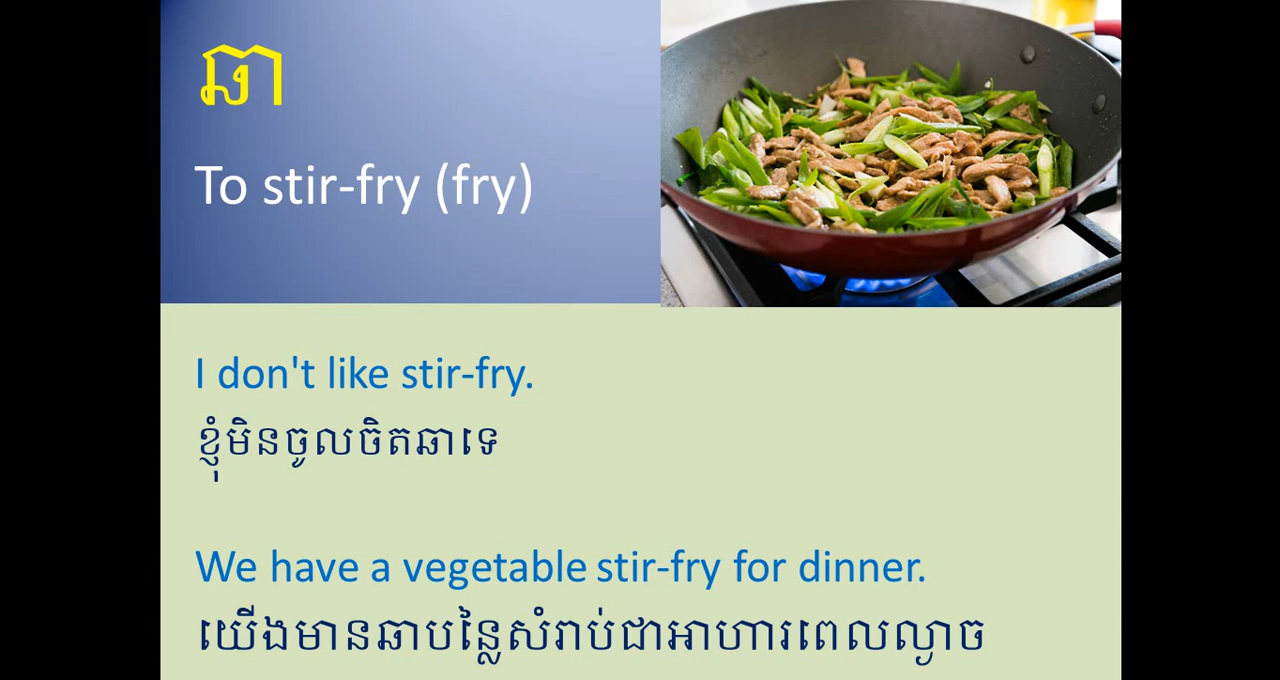 ឆា
To stir-fry (fry)
I don't like stir-fry.
ខ្ញុំមិនចូលចិតឆាទេ
We have a vegetable stir-fry for dinner.
យើងមានឆាបន្លៃសំរាប់ជាអាហារពេលល្ងាច